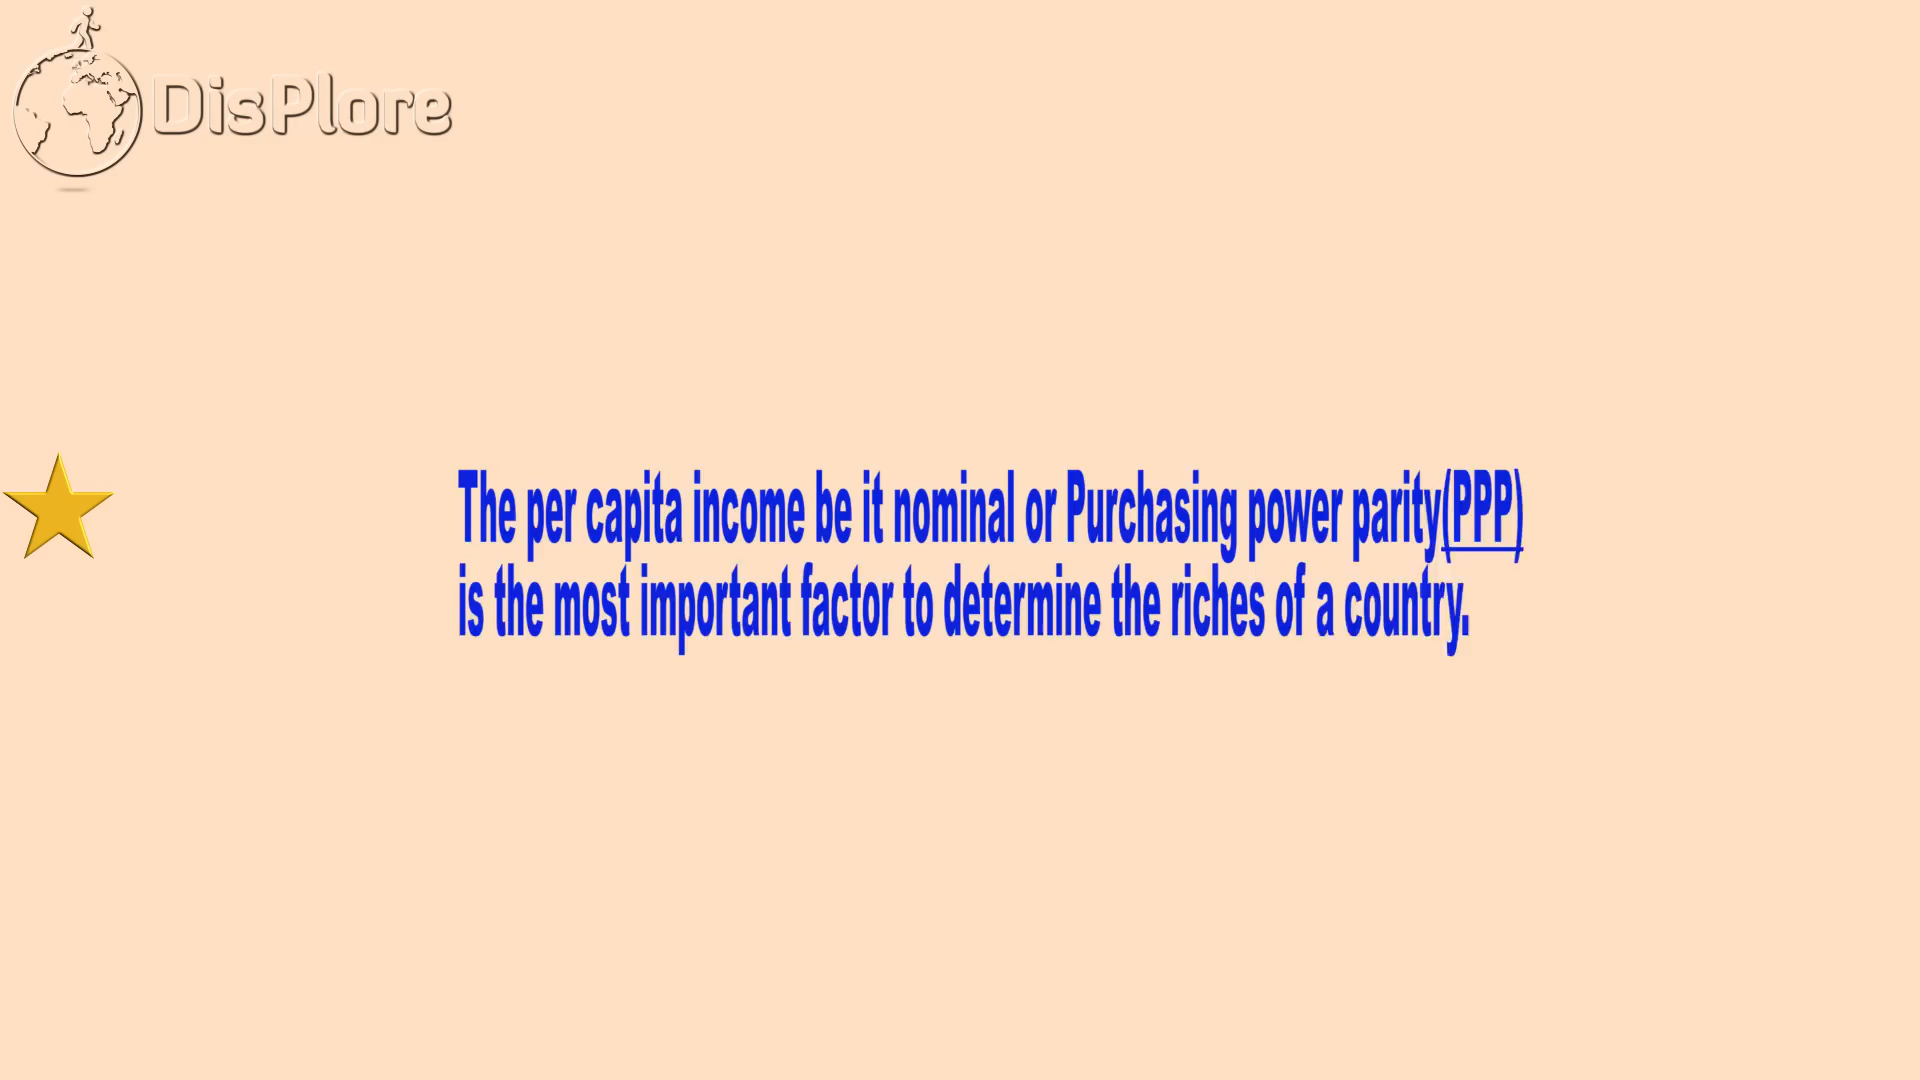 DisPlore
The per capita income be it nominal or Purchasing power parity(PPP)
is the most important factor to determine the riches of a country.